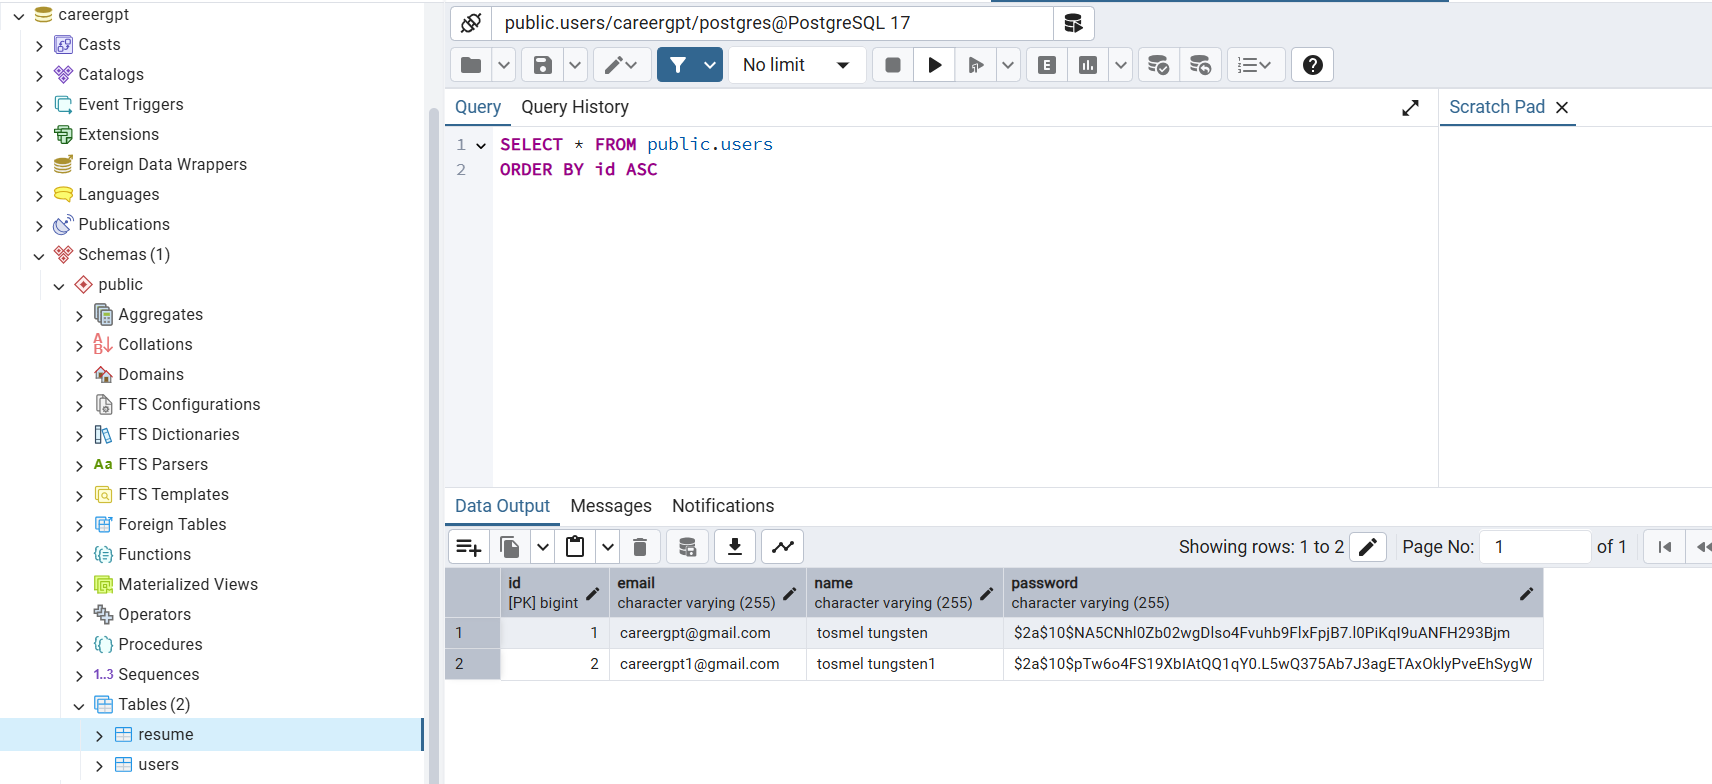 careergpt
Casts
Catalogs
Event Triggers
Extensions
Foreign Data Wrappers
Languages
Publications
Schemas (1)
public
Aggregates
Collations
Domains
FTS Configurations
FTS Dictionaries
Aa FTS Parsers
FTS Templates
Foreign Tables
Functions
Materialized Views
Operators
Procedures
1..3 Sequences
Tables (2)
resume
users
public.users/careergpt/postgres@PostgreSQL 17
No limit
Query Query History
Scratch Pad
1 SELECT * FROM public.users
2 ORDER BY id ASC
Data Output Messages Notifications
Showing rows: 1 to 2 Page No: 1 of 1
id email name password
[PK] bigint character varying (255) character varying (255) character varying (255)
1 1 careergpt@gmail.com tosmel tungsten $2a$10$NA5CNhl0Zb02wgDlso4Fvuhb9FlxFpjB7.l0PiKqI9uANFH293Bjm
2 2 careergpt1@gmail.com tosmel tungsten1 $2a$10$pTw6o4FS19XbIAtQQ1qY0.L5wQ375Ab7J3agETAxOklyPveEhSygW